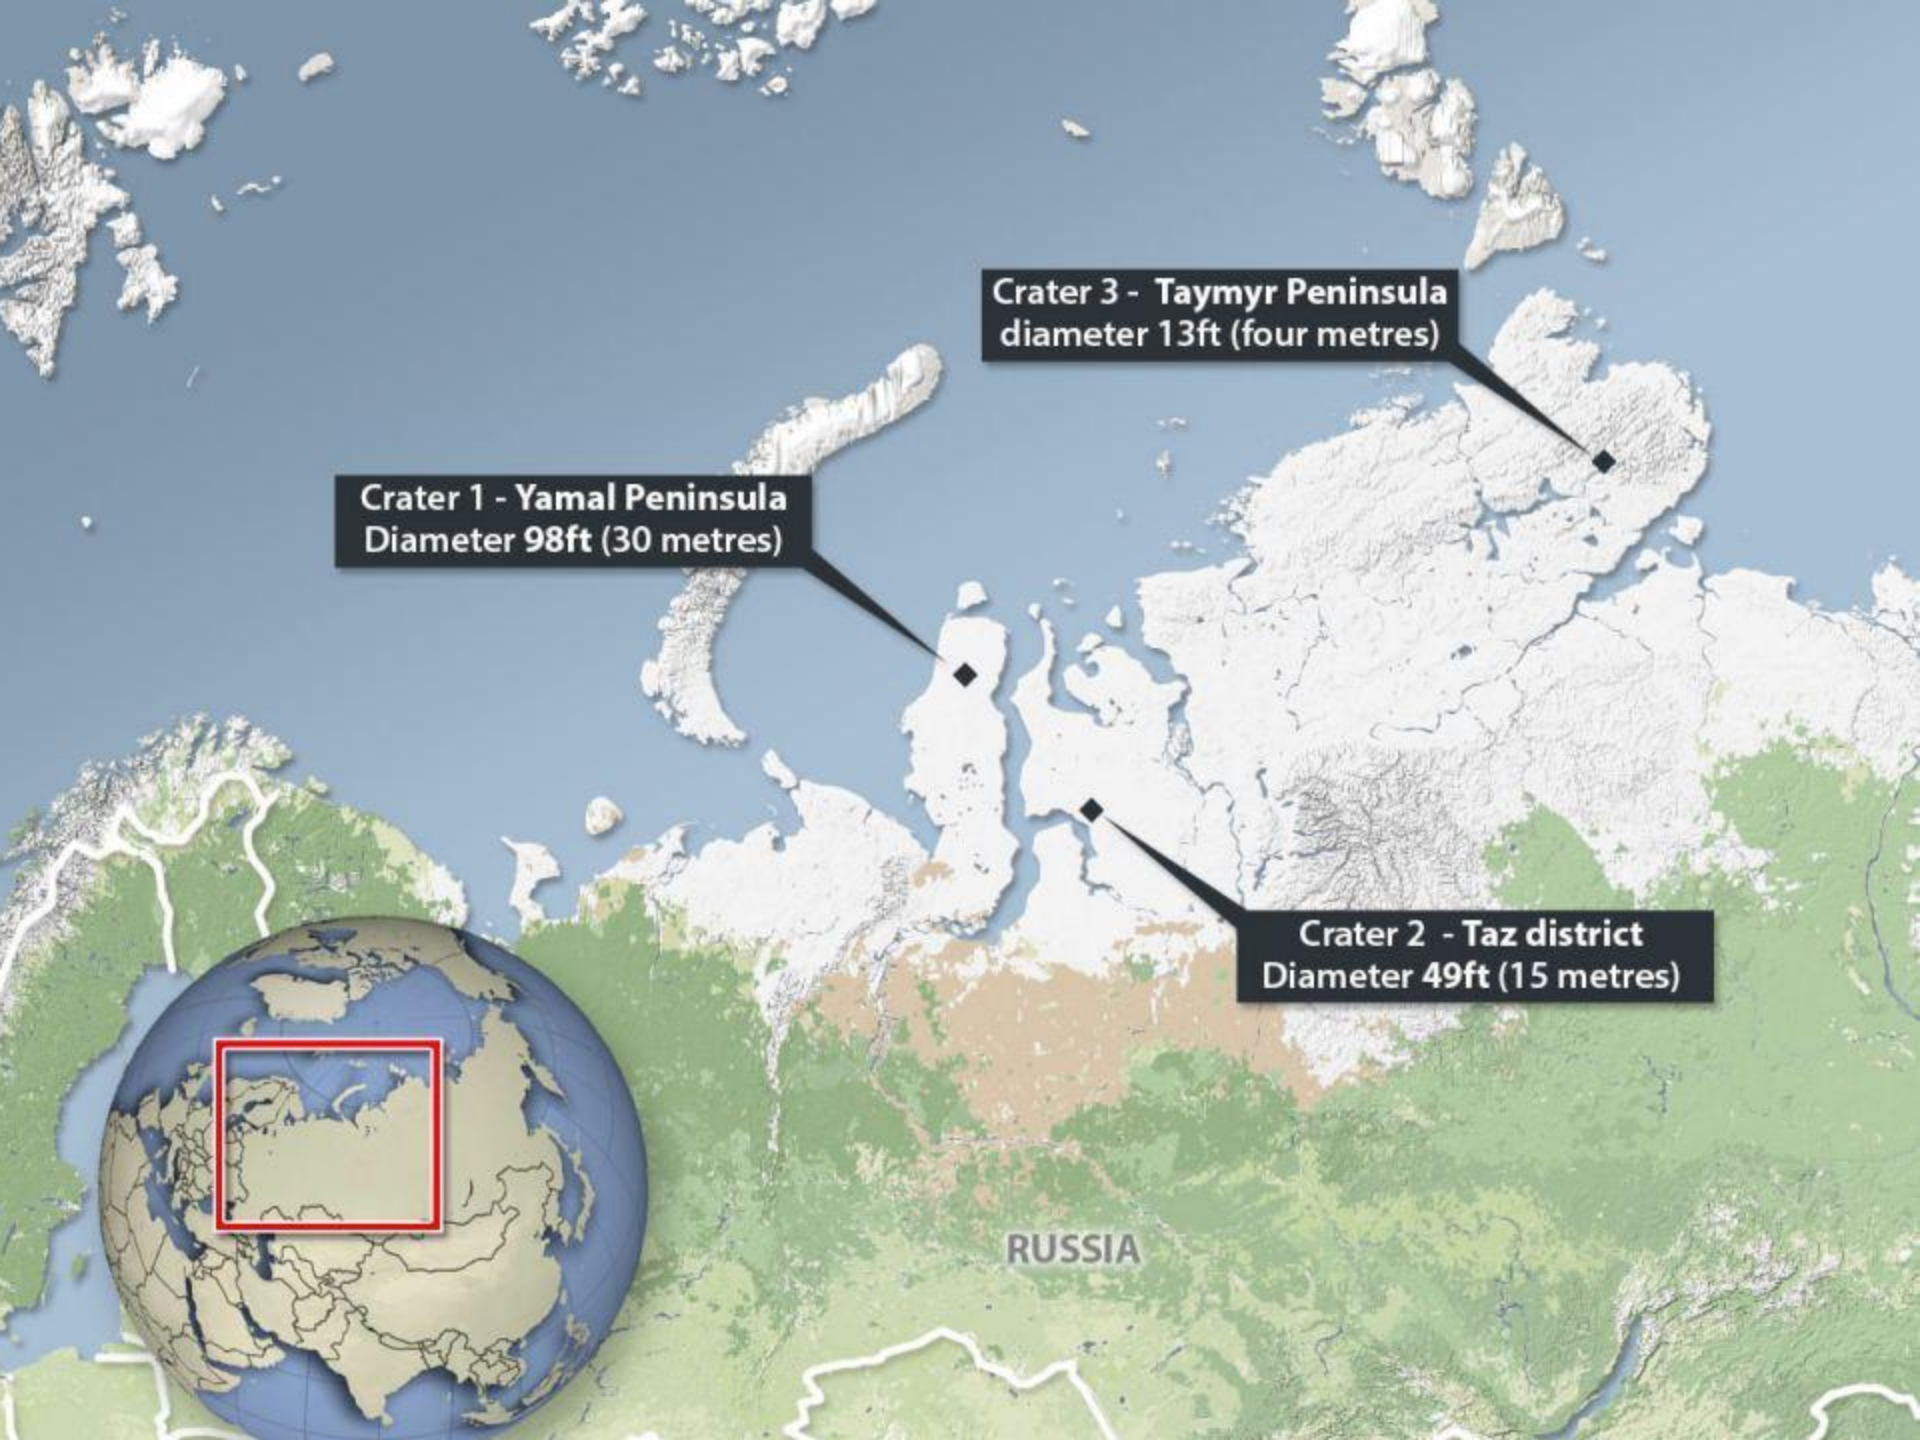 Crater 3 - Taymyr Peninsula
diameter 13ft (four metres)
Crater 1 - Yamal Peninsula
Diameter 98ft (30 metres)
Crater 2 - Taz district
Diameter 49ft (15 metres)
RUSSIA